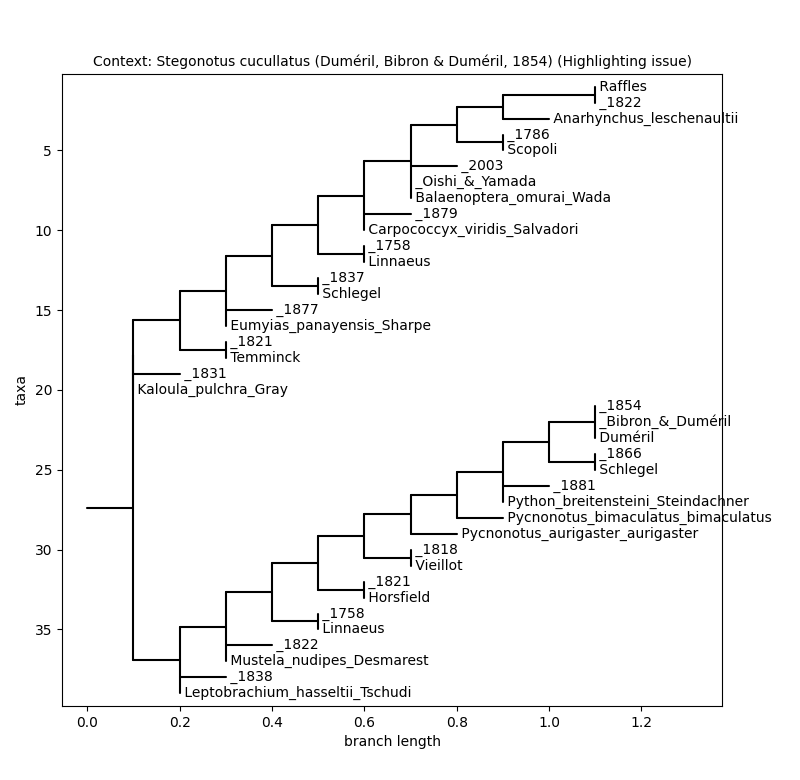 Context: Stegonotus cucullatus (Duméril, Bibron & Duméril, 1854) (Highlighting issue)
Raffles
_1822
Anarhynchus_leschenaultii
_1786
Scopoli
_2003
_Oishi_&_Yamada
Balaenoptera_omurai_Wada
_1879
Carpococcyx_viridis_Salvadori
_1758
Linnaeus
_1837
Schlegel
_1877
Eumyias_panayensis_Sharpe
_1821
Temminck
_1831
Kaloula_pulchra_Gray
_1854
_Bibron_&_Duméril
Duméril
_1866
Schlegel
_1881
Python_breitensteini_Steindachner
Pycnonotus_bimaculatus_bimaculatus
Pycnonotus_aurigaster_aurigaster
_1818
Vieillot
_1821
Horsfield
_1758
Linnaeus
_1822
Mustela_nudipes_Desmarest
_1838
Leptobrachium_hasseltii_Tschudi
5
10
15
20
25
30
35
taxa
0.0 0.2 0.4 0.6 0.8 1.0 1.2
branch length